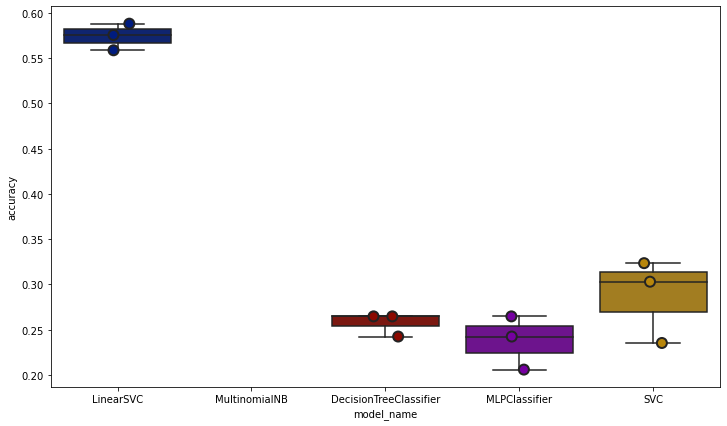 0.60
0.55
0.50
0.45
0.40
0.35
0.30
0.25
0.20
accuracy
LinearSVC
MultinomialNB
DecisionTreeClassifier
MLPClassifier
SVC
model_name